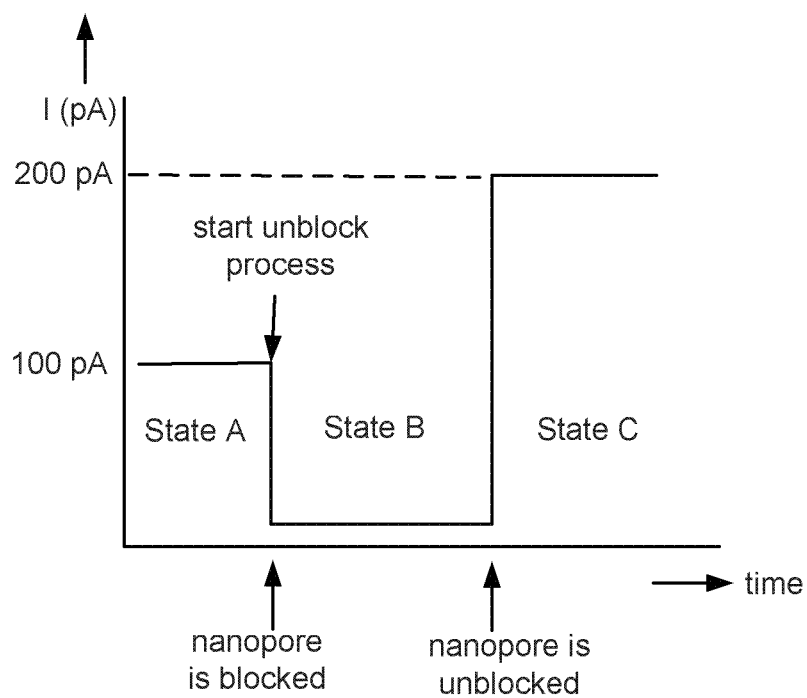 I (pA)
200 pA
start unblock
process
100 pA
State A
State B
State C
time
nanopore
is blocked
nanopore is
unblocked